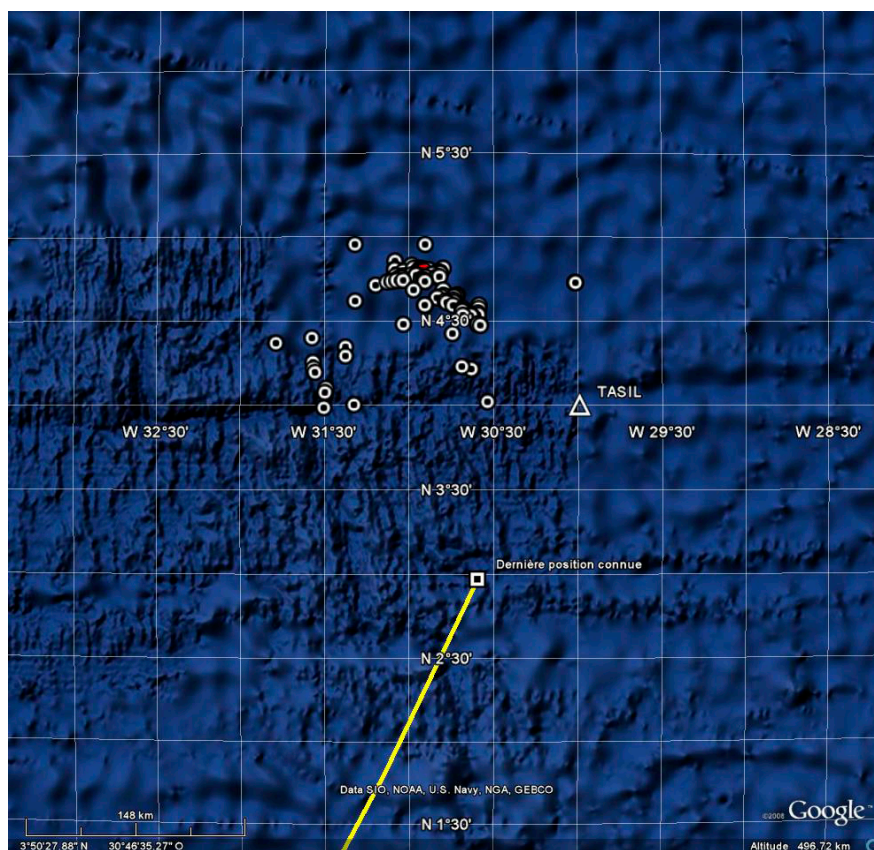 N 5°30'
N 4°30'
TASIL
W 32°30'
W 31°30'
W 30°30'
W 29°30'
W 28°30'
N 3°30'
Dernière position connue
N 2°30'
Data SIO, NOAA, U.S. Navy, NGA, GEBCO
148 km
©2008 Google™
N 1°30'
3°50'27.88" N 30°46'35.27" O
Altitude 496.72 km